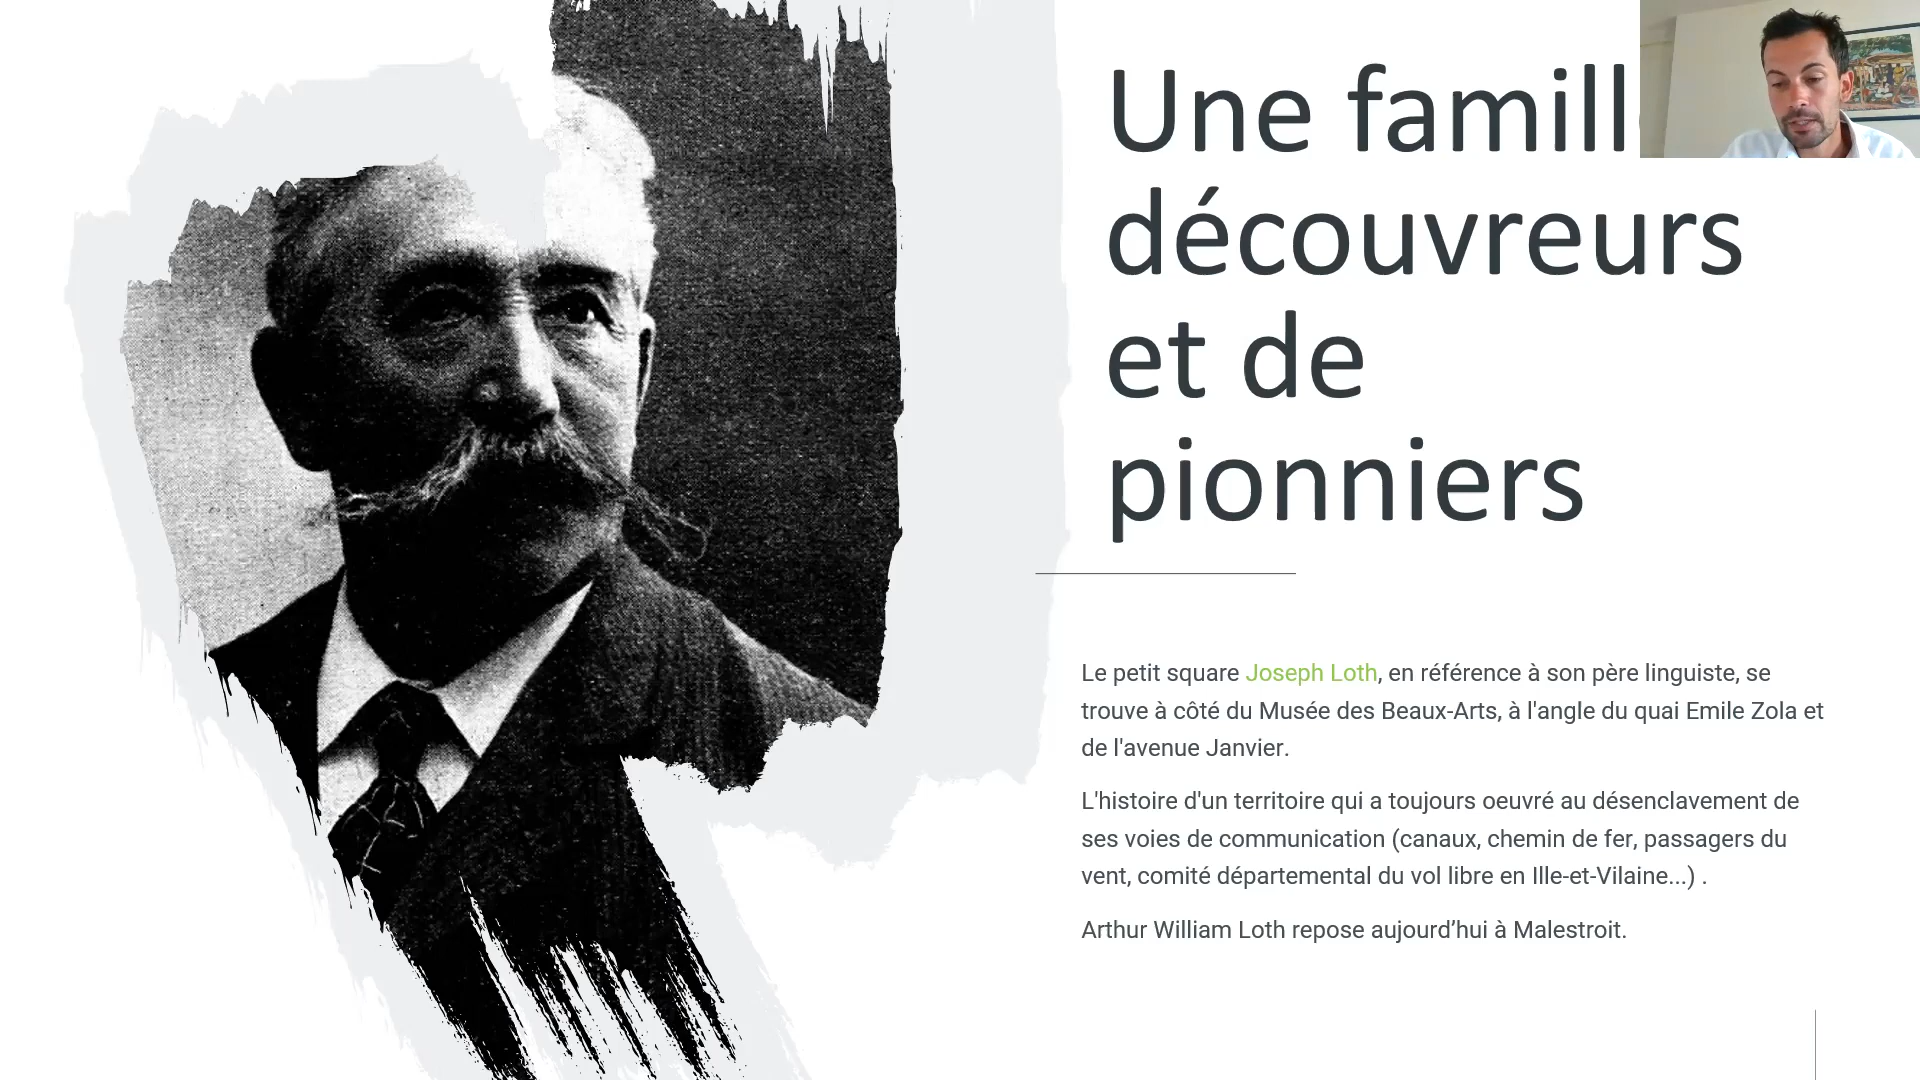 Une famill
découvreurs
et de
pionniers
Le petit square Joseph Loth, en référence à son père linguiste, se
trouve à côté du Musée des Beaux-Arts, à l'angle du quai Emile Zola et
de l'avenue Janvier.
L'histoire d'un territoire qui a toujours oeuvré au désenclavement de
ses voies de communication (canaux, chemin de fer, passagers du
vent, comité départemental du vol libre en Ille-et-Vilaine...) .
Arthur William Loth repose aujourd’hui à Malestroit.